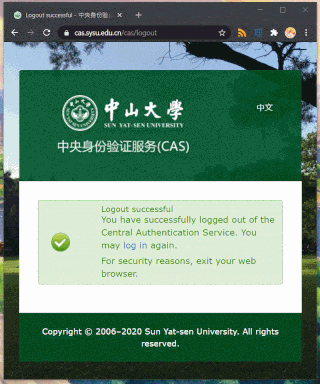 Logout successful - 中央身份验
cas.sysu.edu.cn/cas/logout
中山大学
SUN YAT-SEN UNIVERSITY
中文
中央身份验证服务(CAS)
Logout successful
You have successfully logged out of the
Central Authentication Service. You
may log in again.
For security reasons, exit your web
browser.
Copyright © 2006–2020 Sun Yat-sen University. All rights
reserved.